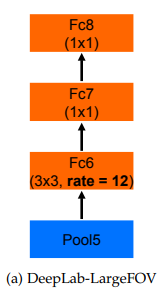 Fc8
(1x1)
Fc7
(1x1)
Fc6
(3x3, rate = 12)
Pool5
(a) DeepLab-LargeFOV